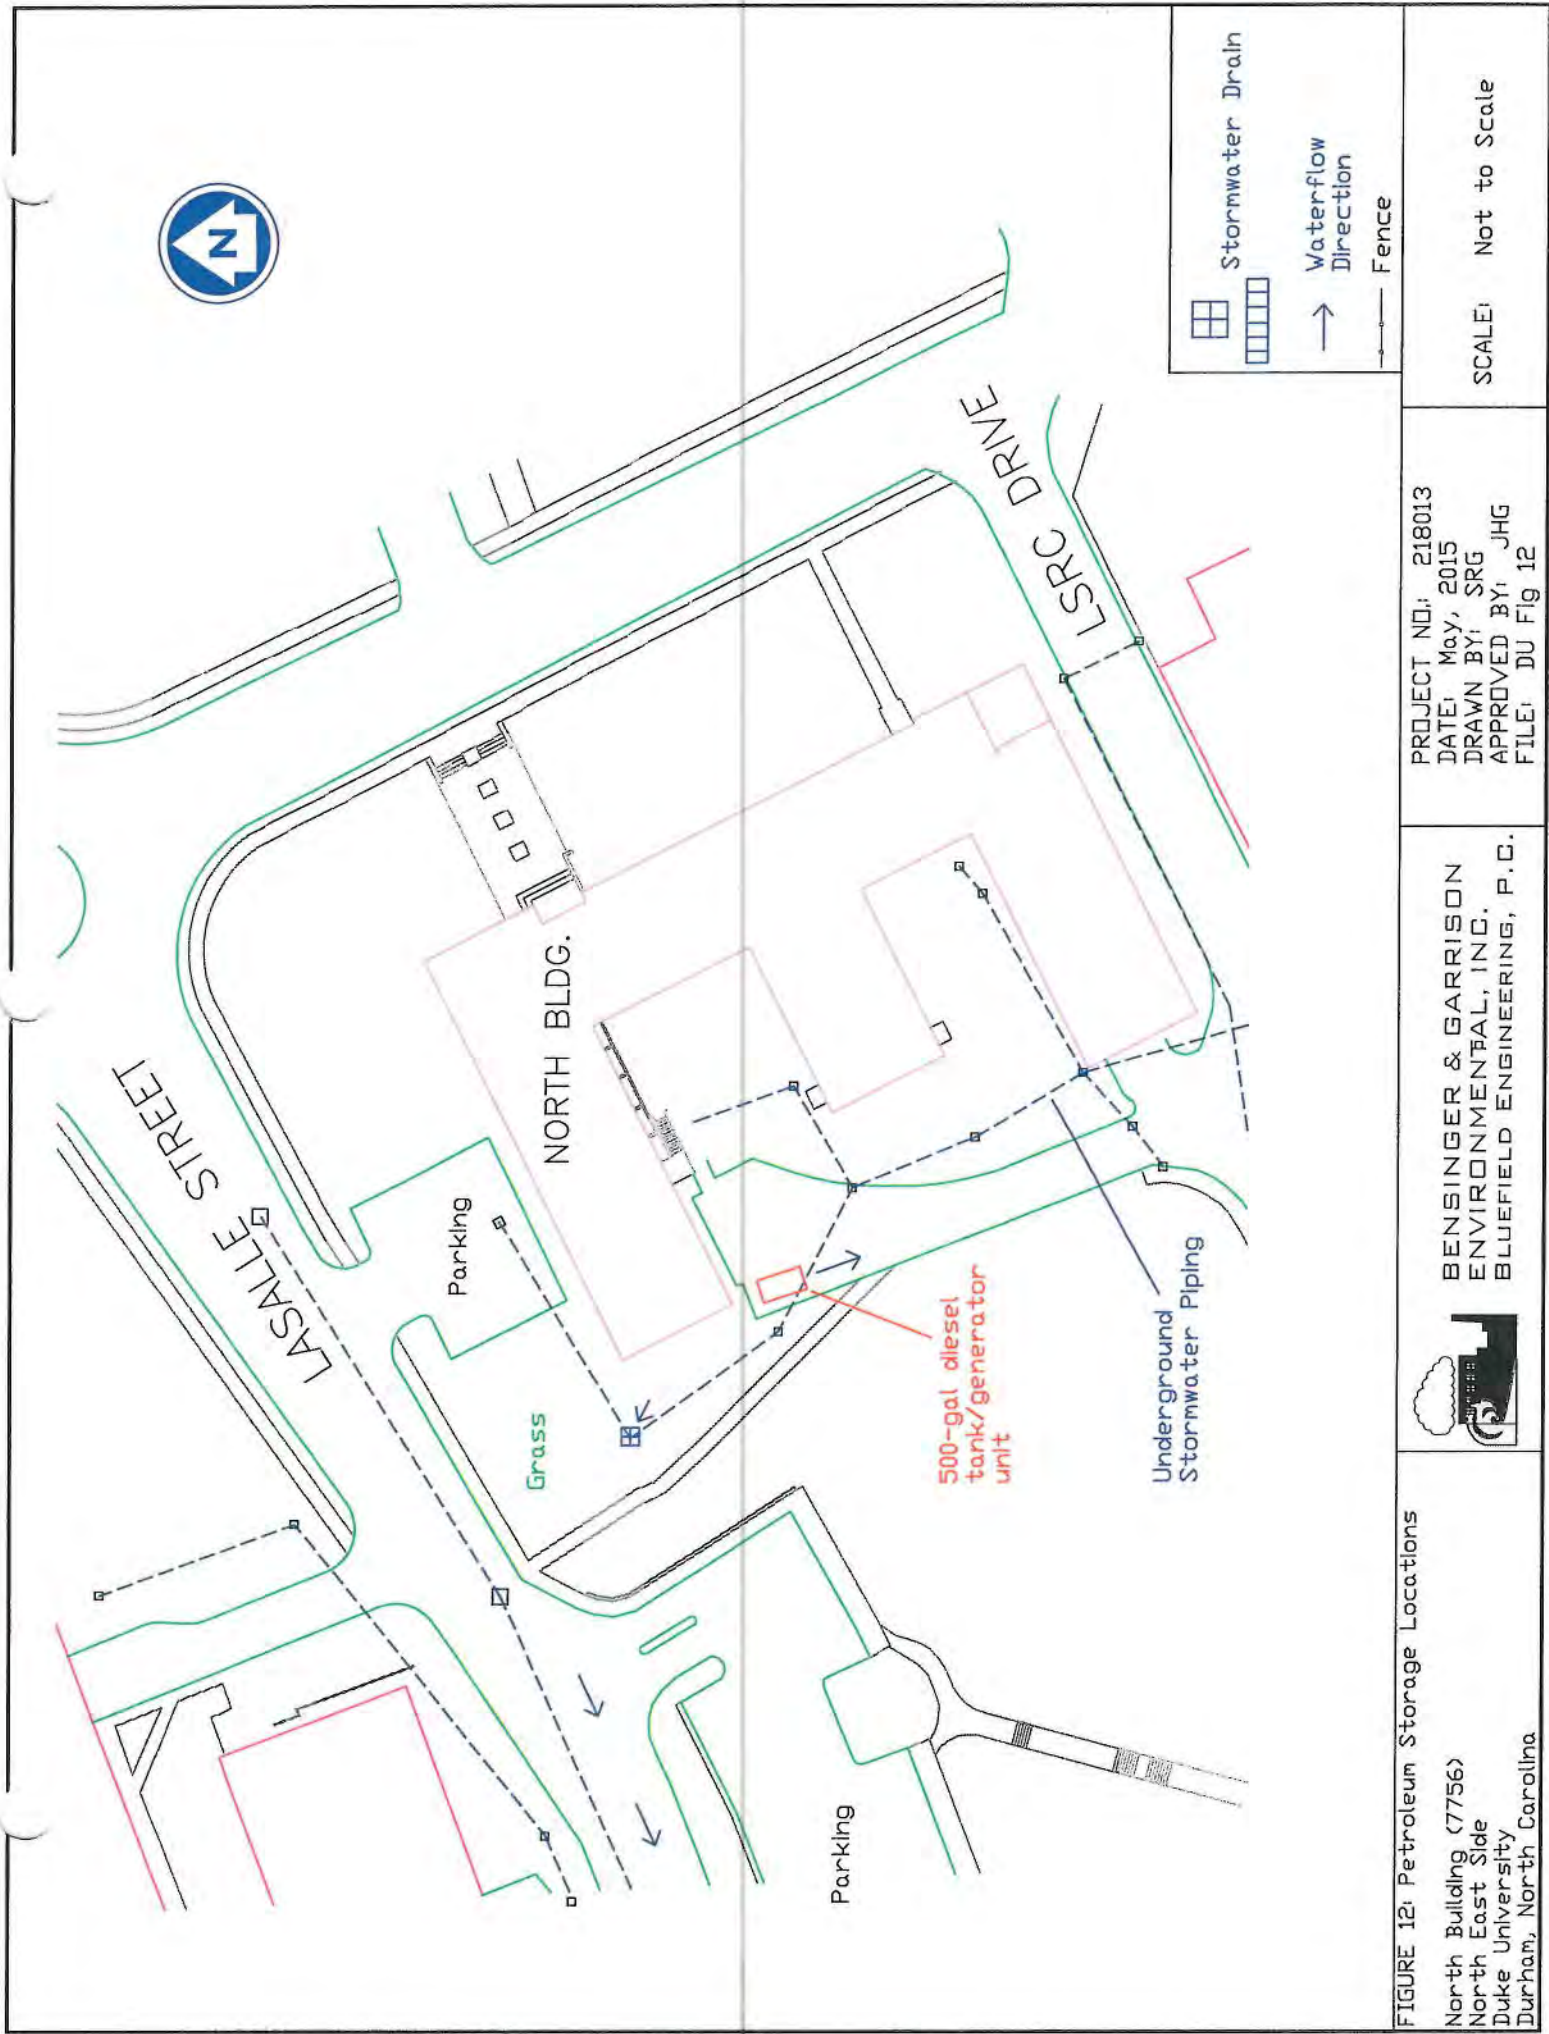 N
LASALLE STREET
Parking
NORTH BLDG.
Grass
LSRC DRIVE
500-gal diesel
tank/generator
unit
Underground
Stormwater Piping
Parking
Stormwater Drain
Waterflow
Direction
Fence
FIGURE 12: Petroleum Storage Locations
North Building (7756)
North East Side
Duke University
Durham, North Carolina
BENSINGER & GARRISON
ENVIRONMENTAL, INC.
BLUEFIELD ENGINEERING, P.C.
PROJECT NO.: 218013
DATE: May, 2015
DRAWN BY: SRG
APPROVED BY: JHG
FILE: DU Fig 12
SCALE: Not to Scale